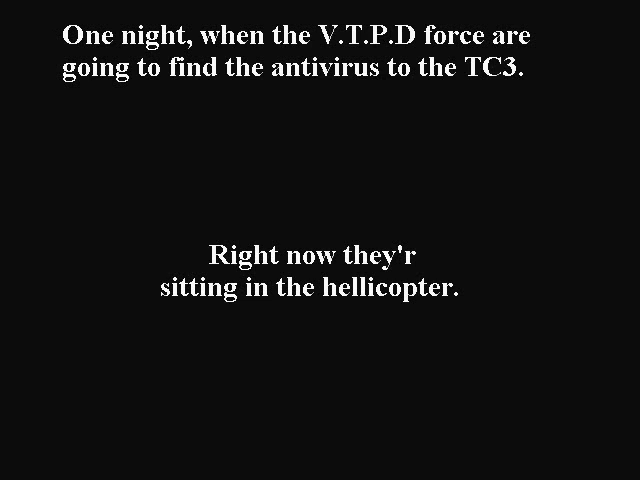 One night, when the V.T.P.D force are
going to find the antivirus to the TC3.
Right now they'r
sitting in the hellicopter.